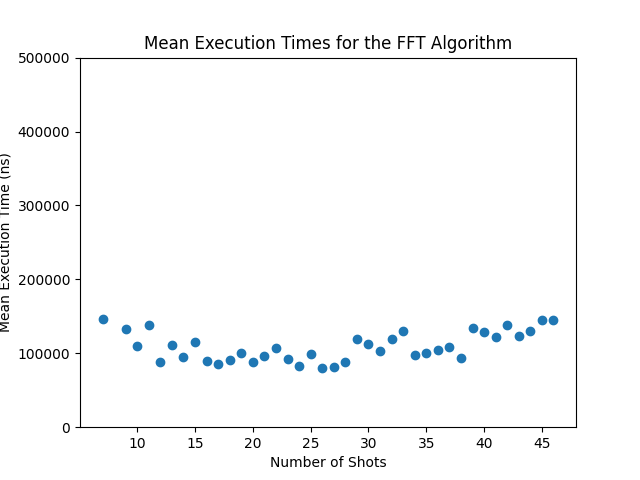 Mean Execution Times for the FFT Algorithm
500000
400000
300000
200000
100000
0
Mean Execution Time (ns)
10 15 20 25 30 35 40 45
Number of Shots